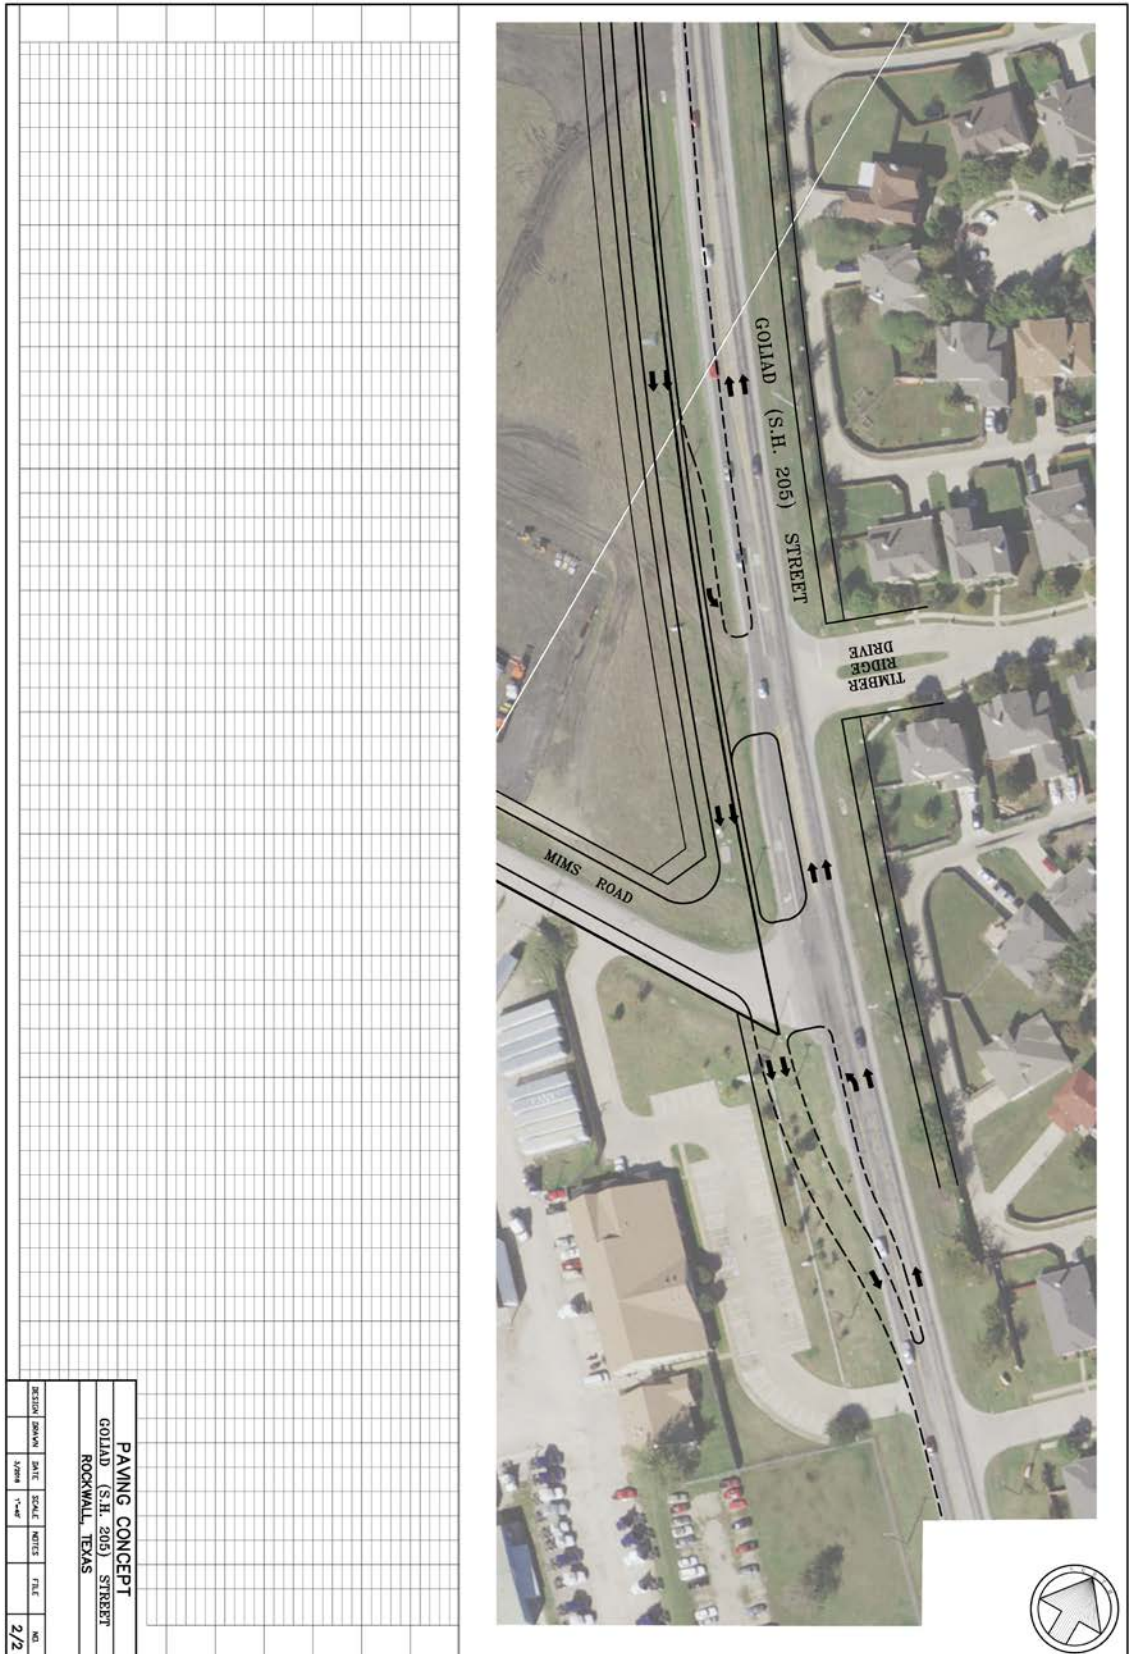 GOLIAD (S.H. 205) STREET
TIMBER
RIDGE
DRIVE
MIMS ROAD
PAVING CONCEPT
GOLIAD (S.H. 205) STREET
ROCKWALL, TEXAS
DESIGN DRAWN DATE SCALE NOTES FILE NO.
2/2